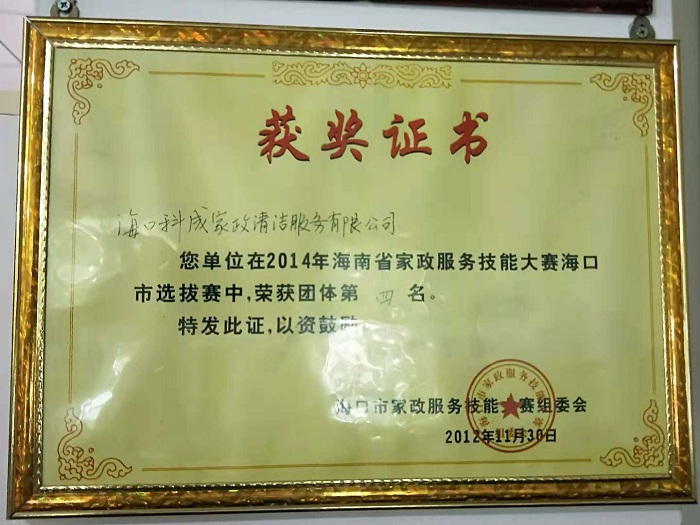 获奖证书
海口科成家政清洁服务有限公司
您单位在2014年海南省家政服务技能大赛海口
市选拔赛中,荣获团体第 四 名。
特发此证,以资鼓励
海口市家政服务技能大赛组委会
2012年11月30日